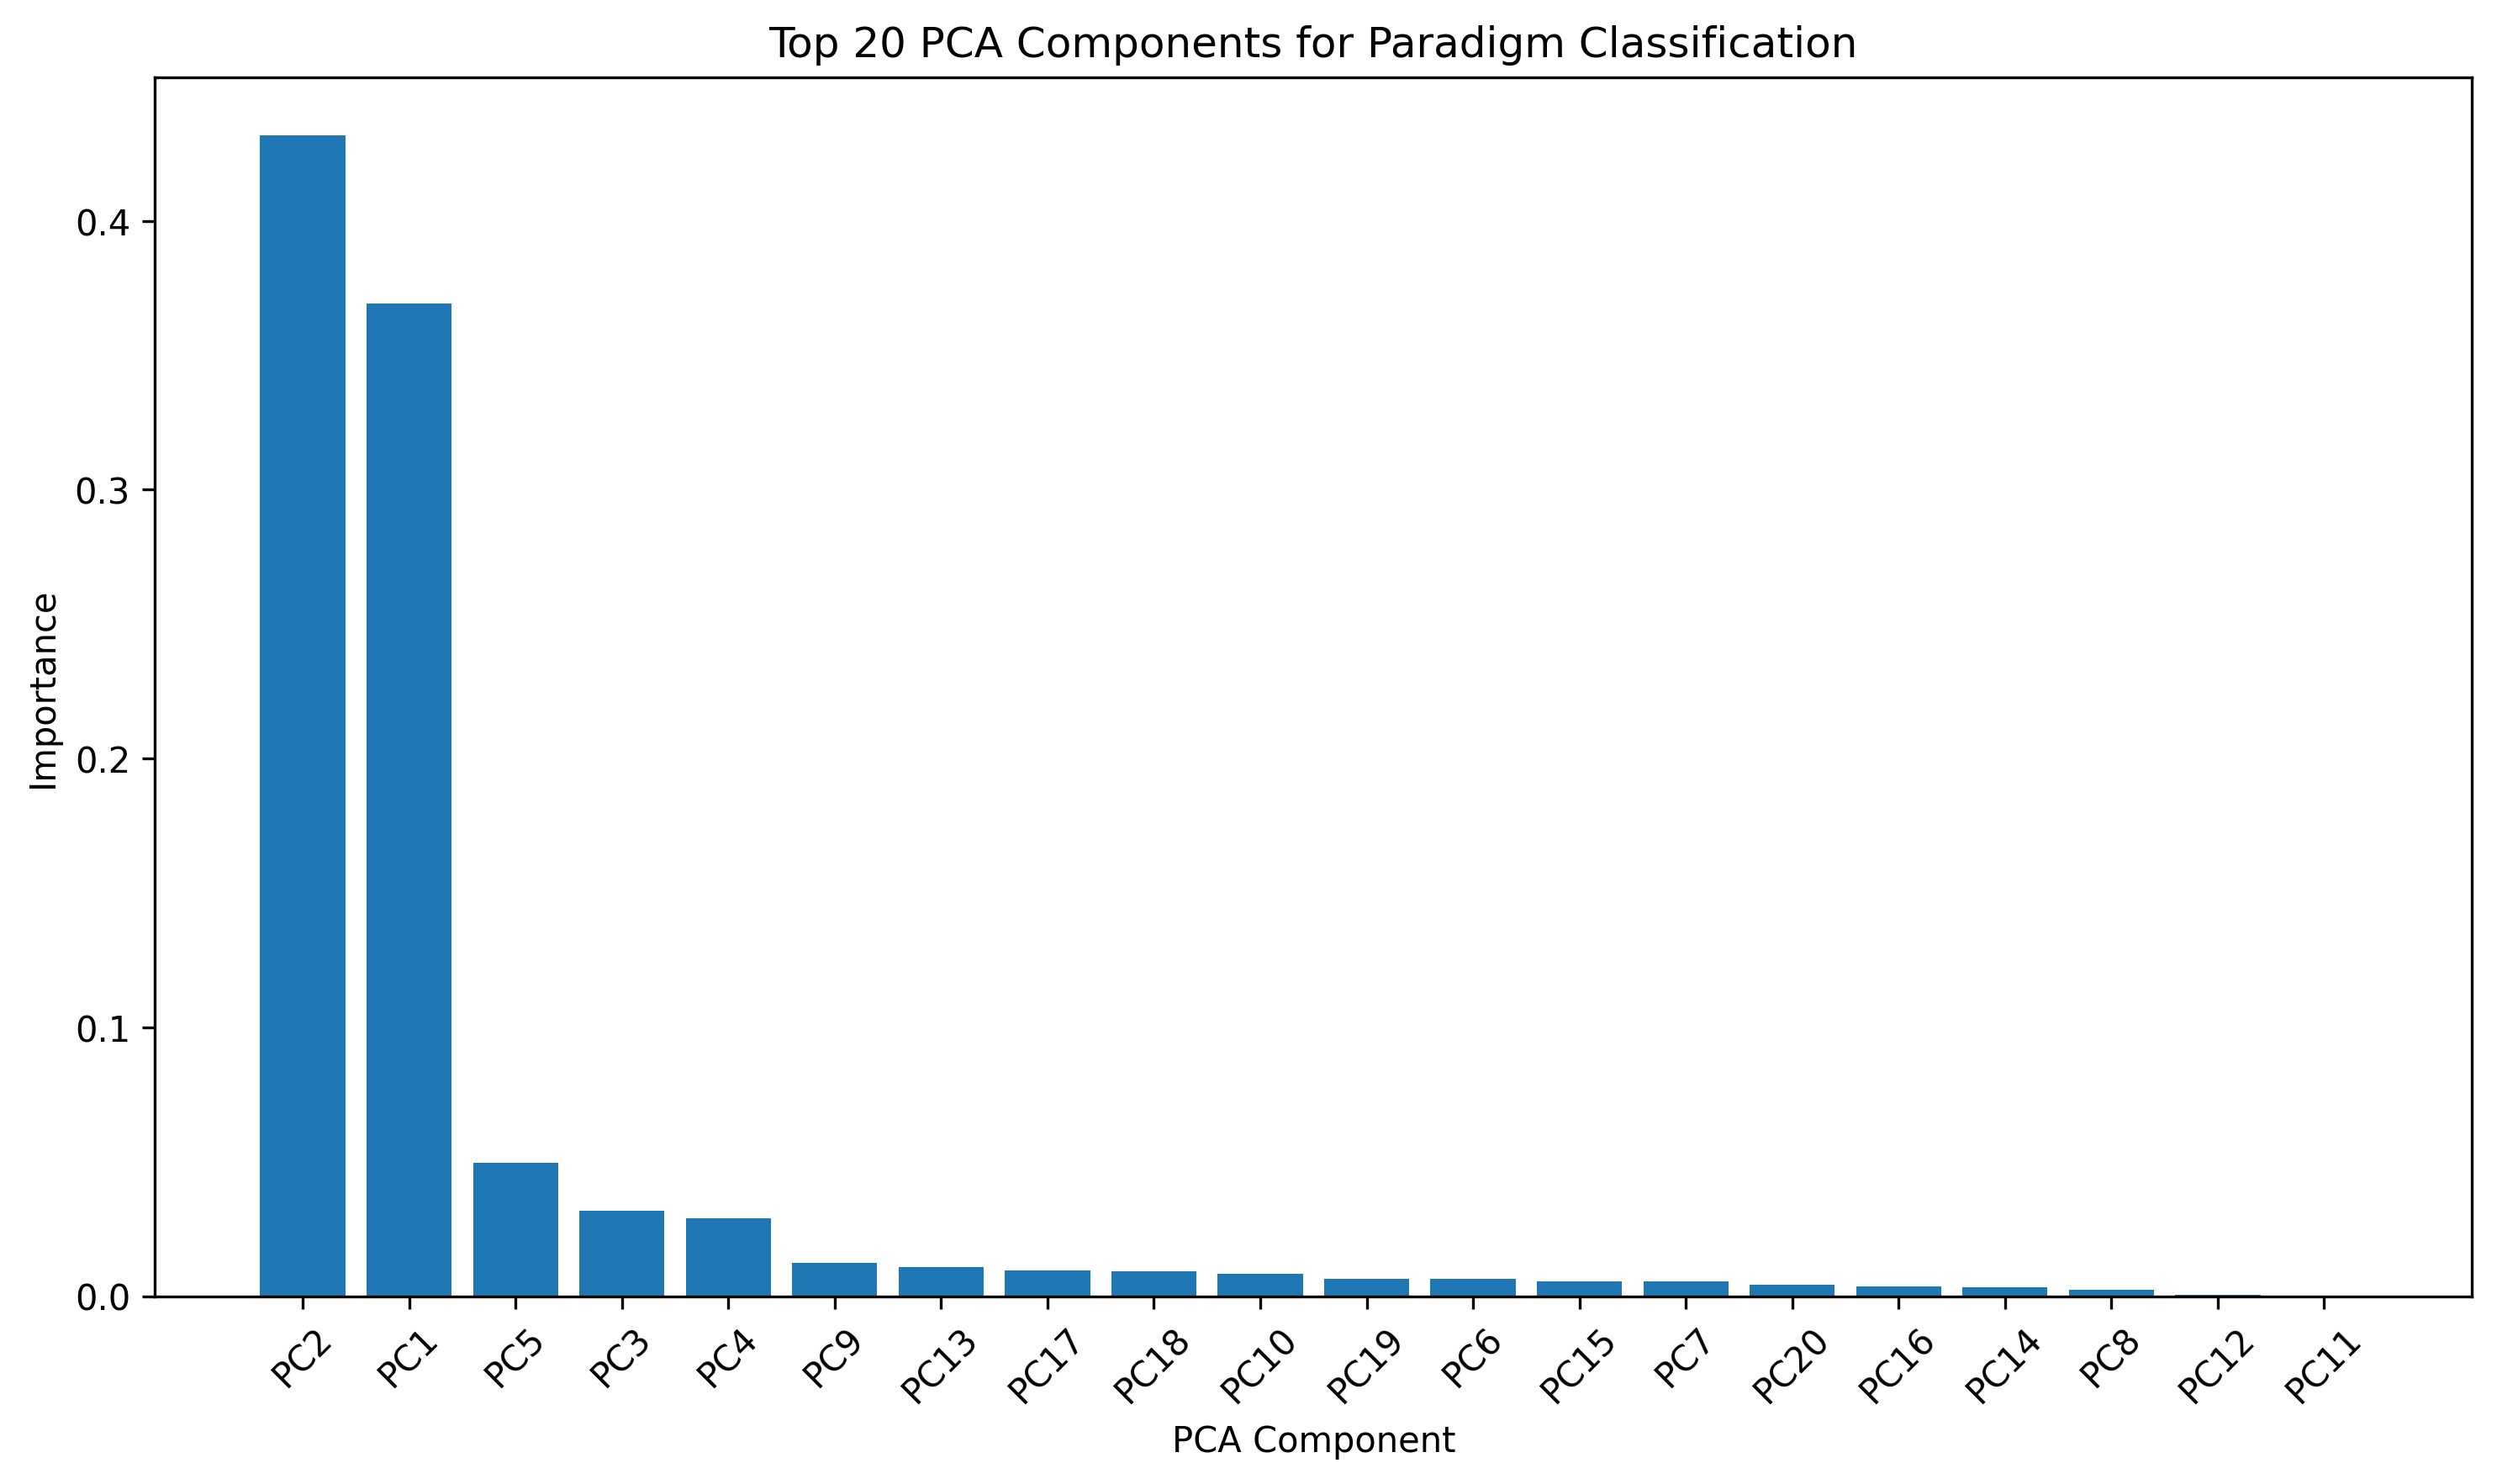 Top 20 PCA Components for Paradigm Classification
Importance
0.4
0.3
0.2
0.1
0.0
PC2 PC1 PC5 PC3 PC4 PC9 PC13 PC17 PC18 PC10 PC19 PC6 PC15 PC7 PC20 PC16 PC14 PC8 PC12 PC11
PCA Component